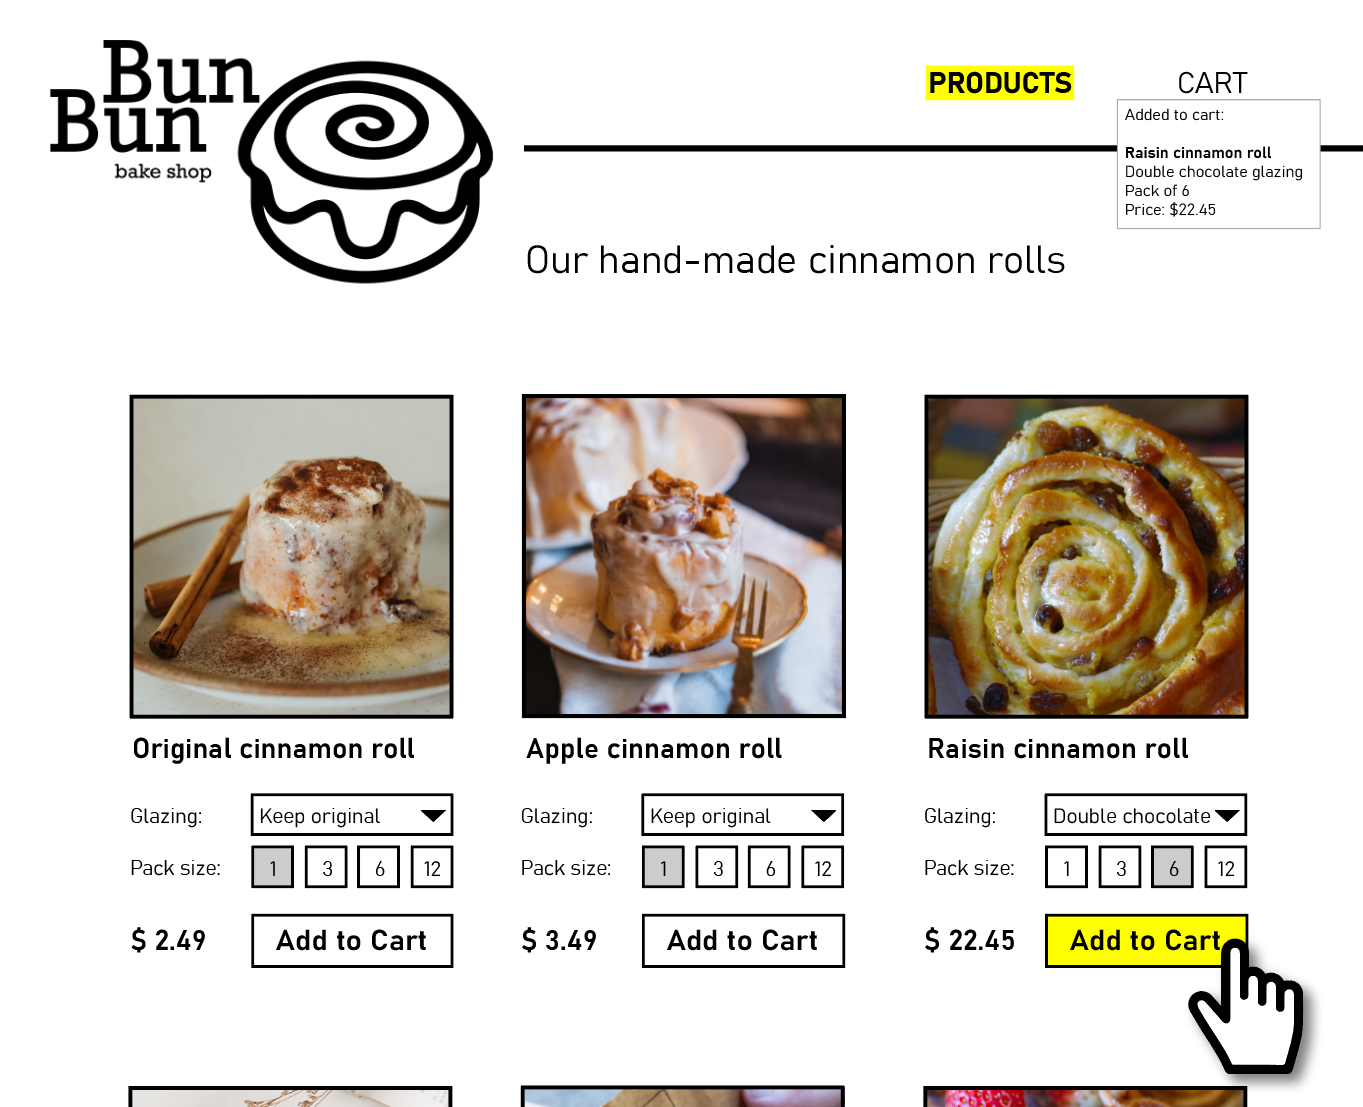 Bun
Bun
bake shop
PRODUCTS
CART
Added to cart:
Raisin cinnamon roll
Double chocolate glazing
Pack of 6
Price: $22.45
Our hand-made cinnamon rolls
Original cinnamon roll
Glazing:
Keep original
Pack size:
1
3
6
12
$ 2.49
Add to Cart
Apple cinnamon roll
Glazing:
Keep original
Pack size:
1
3
6
12
$ 3.49
Add to Cart
Raisin cinnamon roll
Glazing:
Double chocolate
Pack size:
1
3
6
12
$ 22.45
Add to Cart